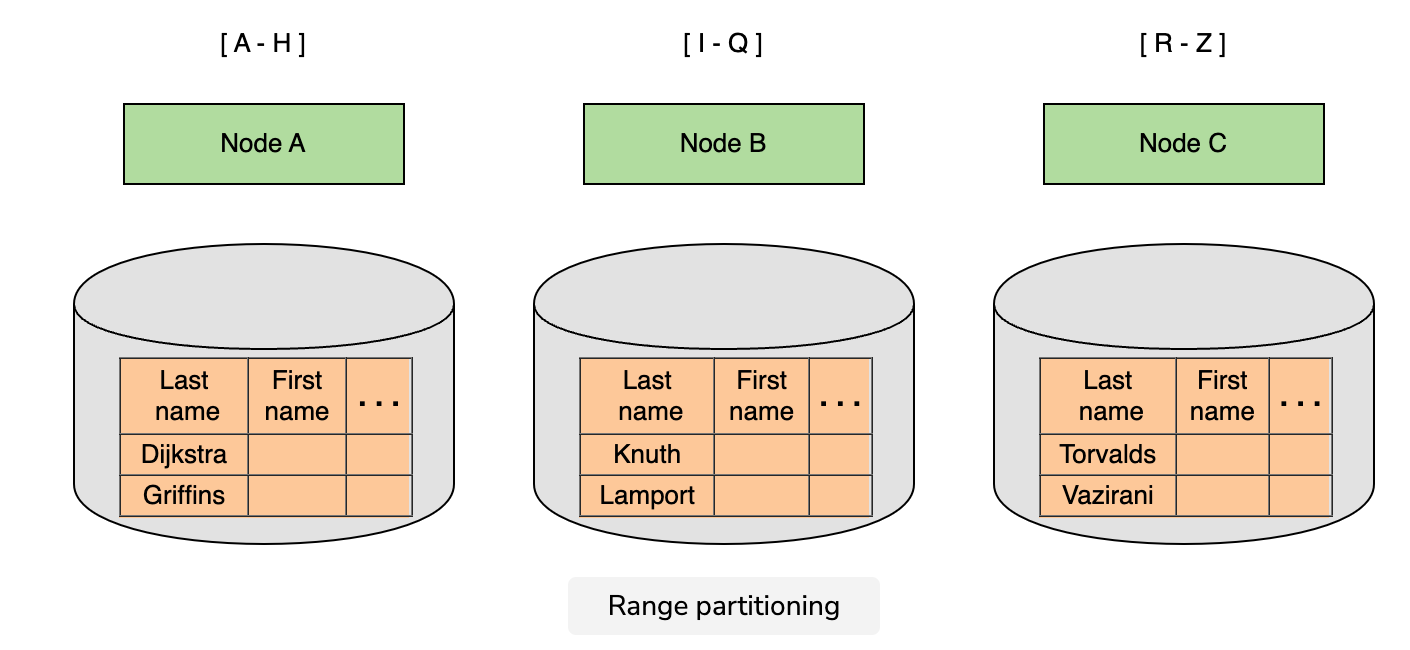 [ A - H ]
[ I - Q ]
[ R - Z ]
Node A
Node B
Node C
Last name
First name
. . .
Dijkstra
Griffins
Last name
First name
. . .
Knuth
Lamport
Last name
First name
. . .
Torvalds
Vazirani
Range partitioning